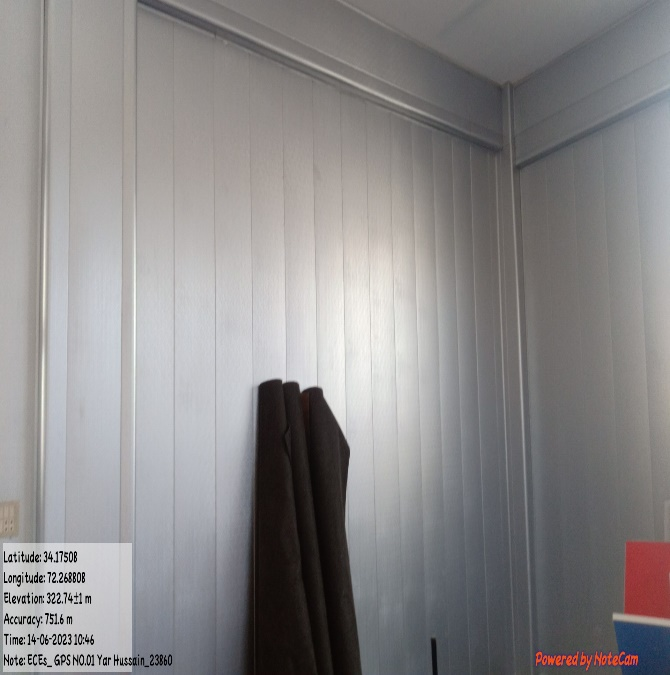 Latitude: 34.17508
Longitude: 72.268808
Elevation: 322.74±1 m
Accuracy: 751.6 m
Time: 14-06-2023 10:46
Note: ECEs_ GPS NO.01 Yar Hussain_23860
Powered by NoteCam